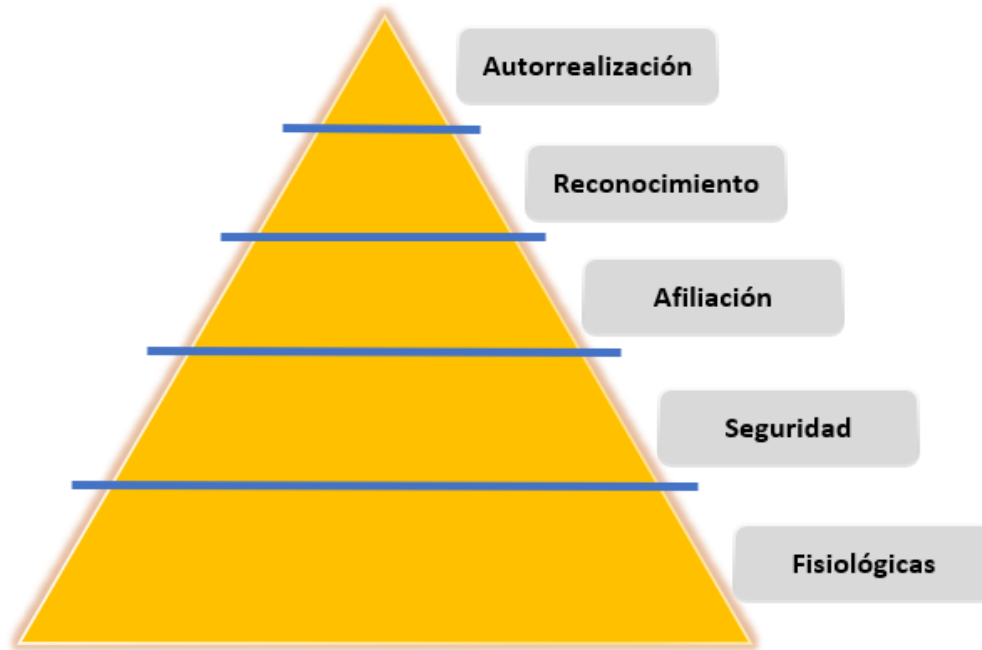 Autorrealización
Reconocimiento
Afiliación
Seguridad
Fisiológicas